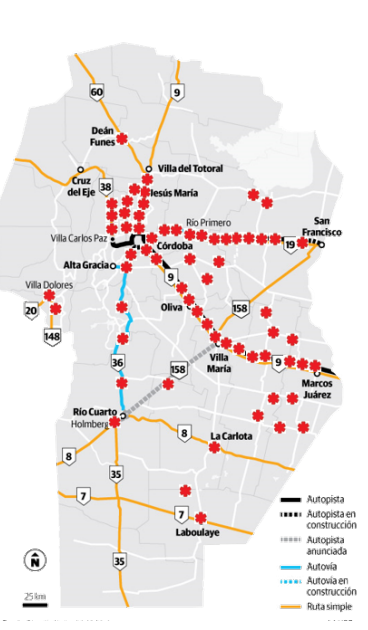 60
9
Deán
Funes
Villa del Totoral
Cruz
del Eje
38
Jesús María
Río Primero
San
Francisco
Villa Carlos Paz
19
Córdoba
Alta Gracia
9
Villa Dolores
20
Oliva
158
148
36
158
Villa
María
9
Marcos
Juárez
Río Cuarto
Holmberg
8
8
La Carlota
35
7
7
Laboulaye
Autopista
Autopista en
construcción
Autopista
anunciada
Autovía
Autovía en
construcción
Ruta simple
N
35
25 km